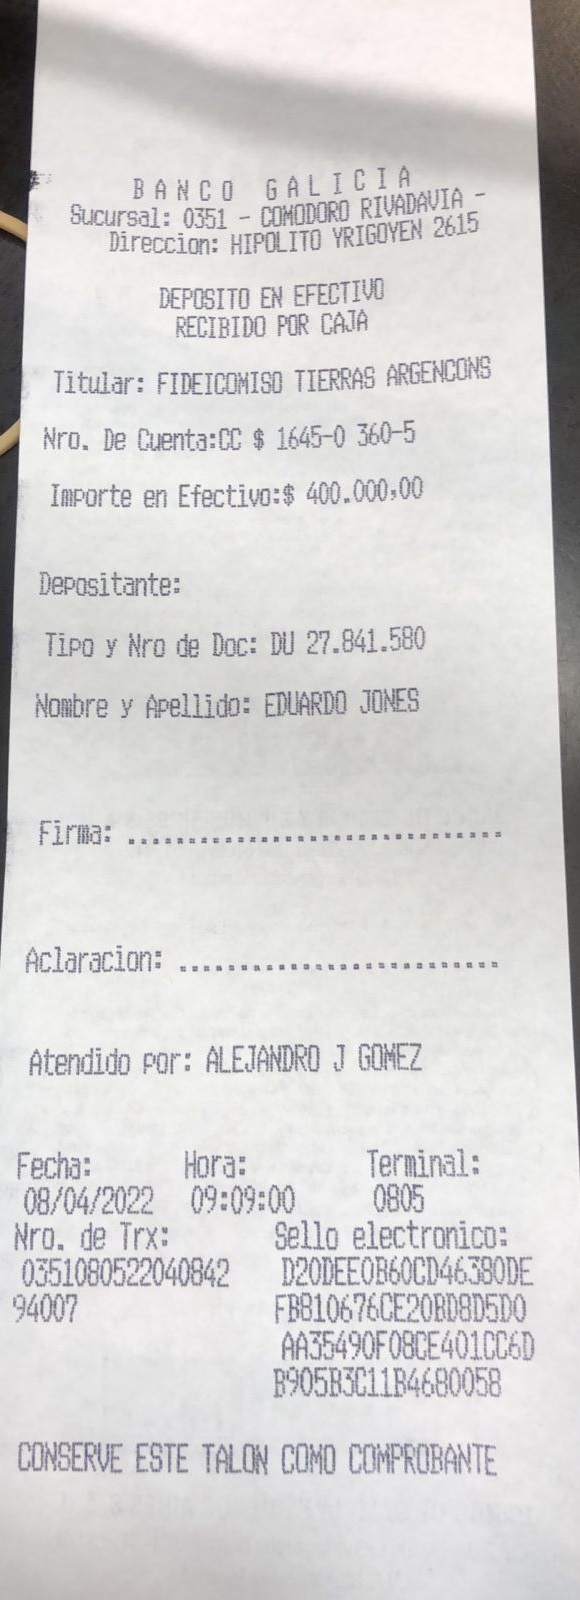 BANCO GALICIA
Sucursal: 0351 - COMODORO RIVADAVIA -
Direccion: HIPOLITO YRIGOYEN 2615
DEPOSITO EN EFECTIVO
RECIBIDO POR CAJA
Titular: FIDEICOMISO TIERRAS ARGENCONS
Nro. De Cuenta:CC $ 1645-0 360-5
Importe en Efectivo:$ 400.000,00
Depositante:
Tipo y Nro de Doc: DU 27.841.580
Nombre y Apellido: EDUARDO JONES
Firma: ...............................
Aclaracion: ...........................
Atendido por: ALEJANDRO J GOMEZ
Fecha: Hora: Terminal:
08/04/2022 09:09:00 0805
Nro. de Trx: Sello electronico:
0351080522040842 D20DEE0B60CD46380DE
94007 FB810676CE20BD8D5D0
AA35490F08CE401CC6D
B905B3C11B4680058
CONSERVE ESTE TALON COMO COMPROBANTE